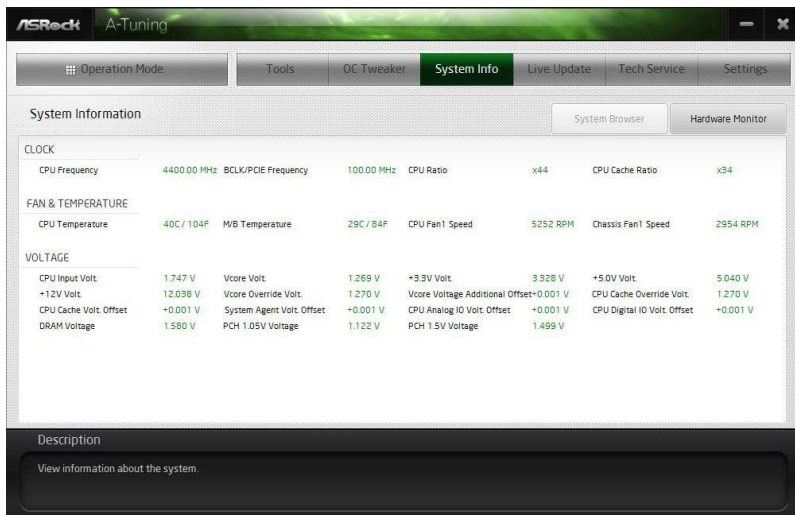 ASRock A-Tuning
Operation Mode Tools OC Tweaker System Info Live Update Tech Service Settings
System Information System Browser Hardware Monitor
CLOCK
CPU Frequency 4400.00 MHz BCLK/PCIE Frequency 100.00 MHz CPU Ratio x44 CPU Cache Ratio x34
FAN & TEMPERATURE
CPU Temperature 40C / 104F M/B Temperature 29C / 84F CPU Fan1 Speed 5252 RPM Chassis Fan1 Speed 2954 RPM
VOLTAGE
CPU Input Volt. 1.747 V Vcore Volt. 1.269 V +3.3V Volt. 3.328 V +5.0V Volt. 5.040 V
+12V Volt. 12.038 V Vcore Override Volt. 1.270 V Vcore Voltage Additional Offset +0.001 V CPU Cache Override Volt. 1.270 V
CPU Cache Volt. Offset +0.001 V System Agent Volt. Offset +0.001 V CPU Analog IO Volt. Offset +0.001 V CPU Digital IO Volt. Offset +0.001 V
DRAM Voltage 1.580 V PCH 1.05V Voltage 1.122 V PCH 1.5V Voltage 1.499 V
Description
View information about the system.